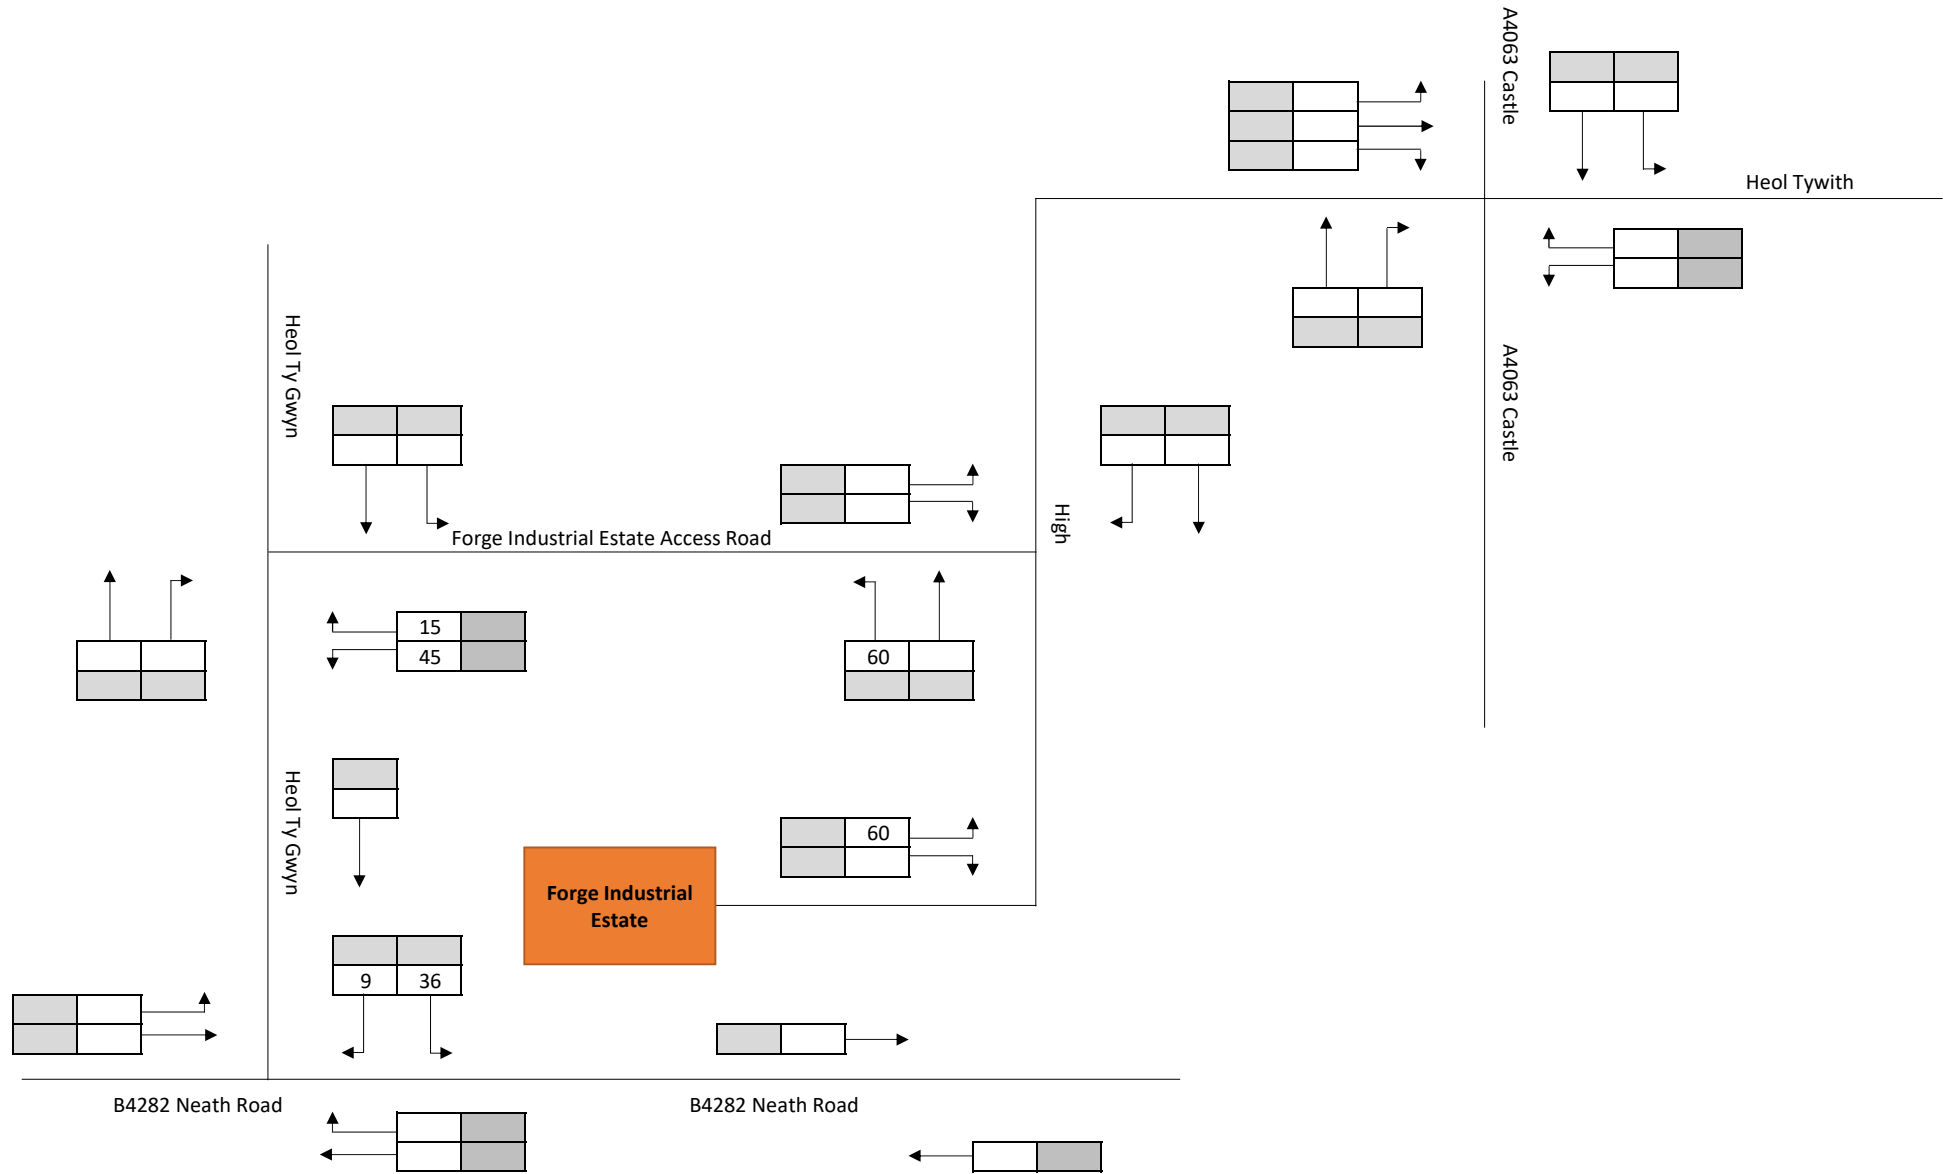 A4063 Castle
Heol Tywith
Heol Ty Gwyn
A4063 Castle
High
Forge Industrial Estate Access Road
15
45
60
Heol Ty Gwyn
60
Forge Industrial
Estate
9 36
B4282 Neath Road
B4282 Neath Road